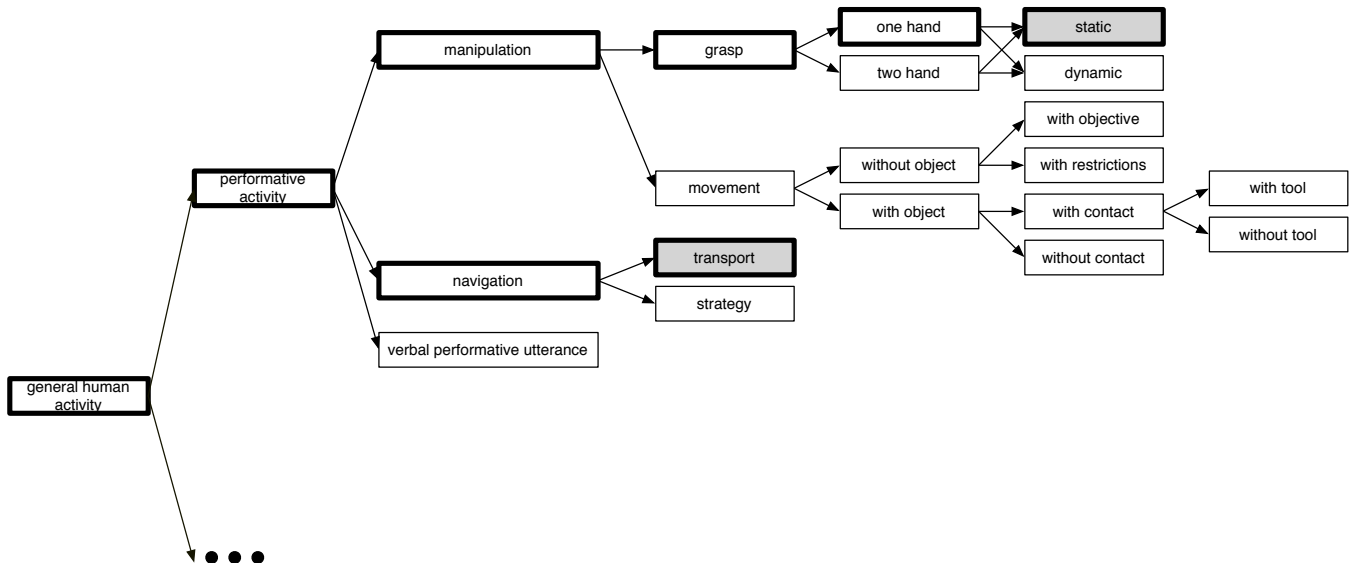 one hand
static
manipulation
grasp
two hand
dynamic
with objective
without object
with restrictions
performative
activity
movement
with tool
with object
with contact
without tool
transport
without contact
navigation
strategy
verbal performative utterance
general human
activity